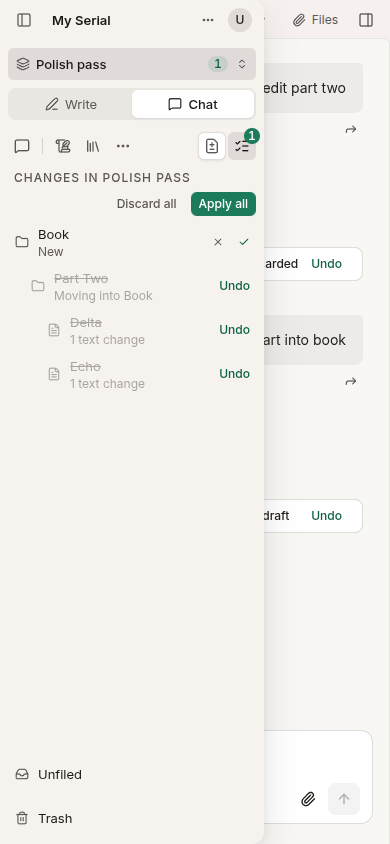 My Serial
U
Files
Polish pass
1
Write
Chat
edit part two
1
CHANGES IN POLISH PASS
Discard all
Apply all
Book
New
arded
Undo
Part Two
Moving into Book
Undo
Delta
1 text change
Undo
art into book
Echo
1 text change
Undo
draft
Undo
Unfiled
Trash